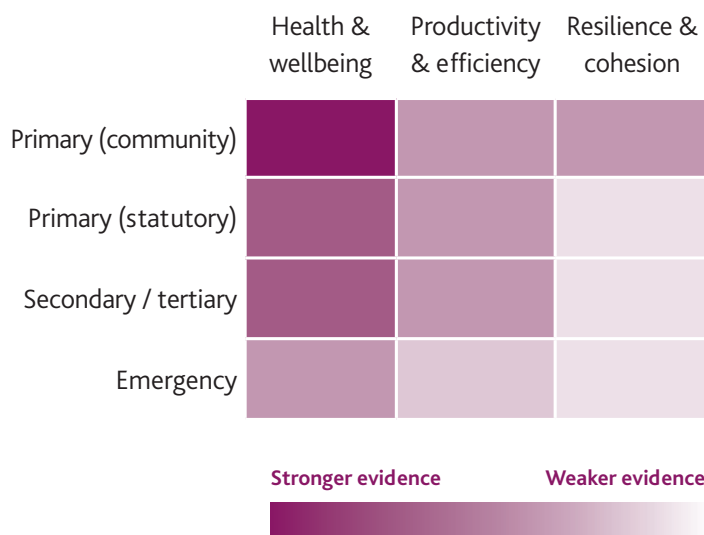 Health & wellbeing
Productivity & efficiency
Resilience & cohesion
Primary (community)
Primary (statutory)
Secondary / tertiary
Emergency
Stronger evidence
Weaker evidence